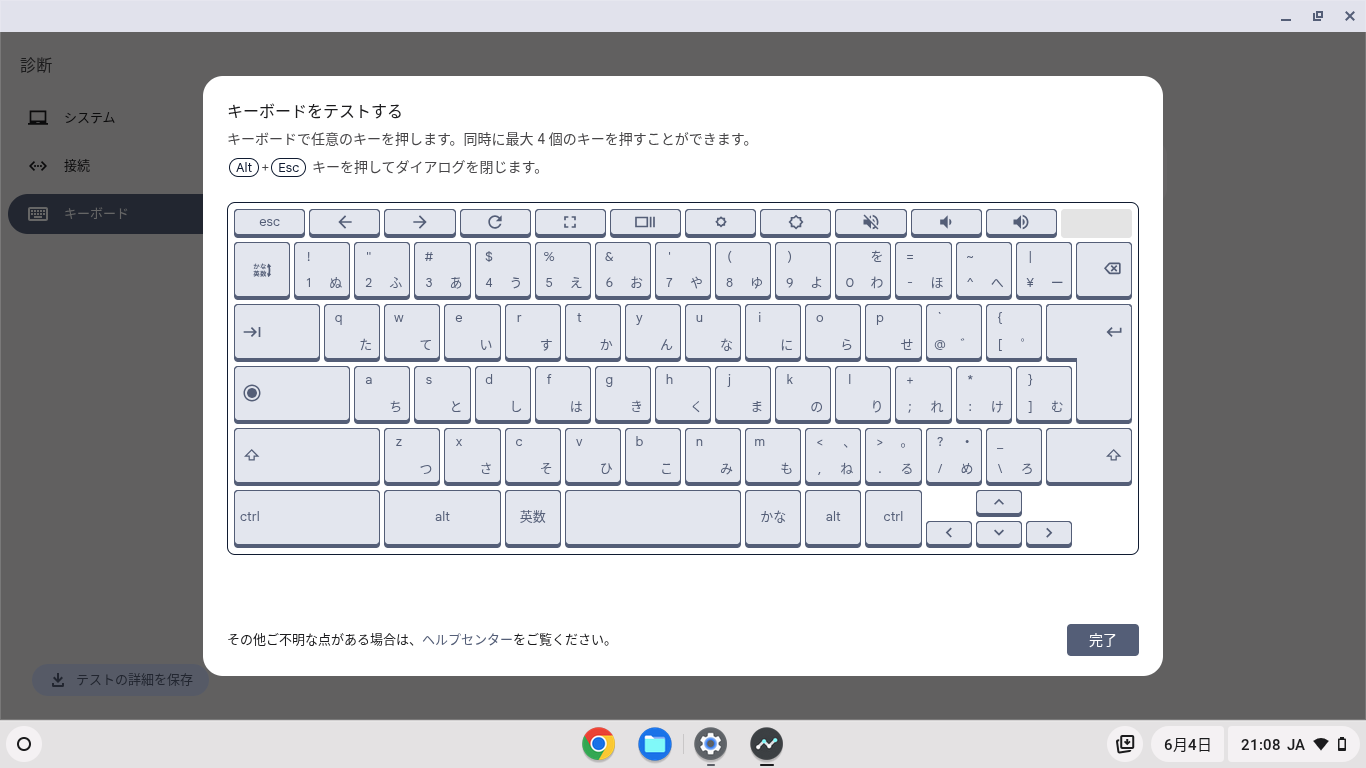 診断
システム
接続
キーボード
テストの詳細を保存
キーボードをテストする
キーボードで任意のキーを押します。同時に最大 4 個のキーを押すことができます。
Alt + Esc キーを押してダイアログを閉じます。
esc
かな 英数 ! 1 ぬ " 2 ふ # 3 あ $ 4 う % 5 え & 6 お ' 7 や ( 8 ゆ ) 9 よ を 0 わ = - ほ ~ ^ へ | ¥ ー
q た w て e い r す t か y ん u な i に o ら p せ ` @ ゛ { [ ゜
a ち s と d し f は g き h く j ま k の l り + ; れ * : け } ] む
z つ x さ c そ v ひ b こ n み m も < 、 , ね > 。 . る ? ・ / め _ \ ろ
ctrl alt 英数 かな alt ctrl
その他ご不明な点がある場合は、ヘルプセンターをご覧ください。
完了
6月4日 21:08 JA